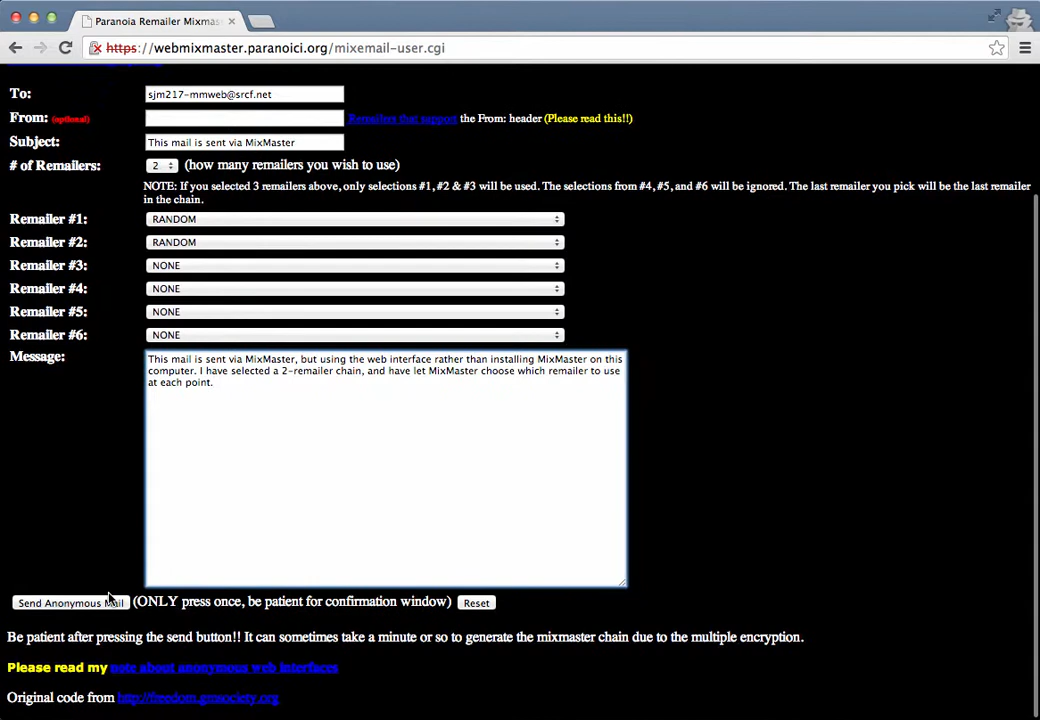 Paranoia Remailer Mixmas
https://webmixmaster.paranoici.org/mixemail-user.cgi
To: sjm217-mmweb@srcf.net
From: (optional) Remailers that support the From: header (Please read this!!)
Subject: This mail is sent via MixMaster
# of Remailers: 2 (how many remailers you wish to use)
NOTE: If you selected 3 remailers above, only selections #1, #2 & #3 will be used. The selections from #4, #5, and #6 will be ignored. The last remailer you pick will be the last remailer
in the chain.
Remailer #1: RANDOM
Remailer #2: RANDOM
Remailer #3: NONE
Remailer #4: NONE
Remailer #5: NONE
Remailer #6: NONE
Message: This mail is sent via MixMaster, but using the web interface rather than installing MixMaster on this
computer. I have selected a 2-remailer chain, and have let MixMaster choose which remailer to use
at each point.
Send Anonymous Mail (ONLY press once, be patient for confirmation window) Reset
Be patient after pressing the send button!! It can sometimes take a minute or so to generate the mixmaster chain due to the multiple encryption.
Please read my note about anonymous web interfaces
Original code from http://freedom.gmsociety.org